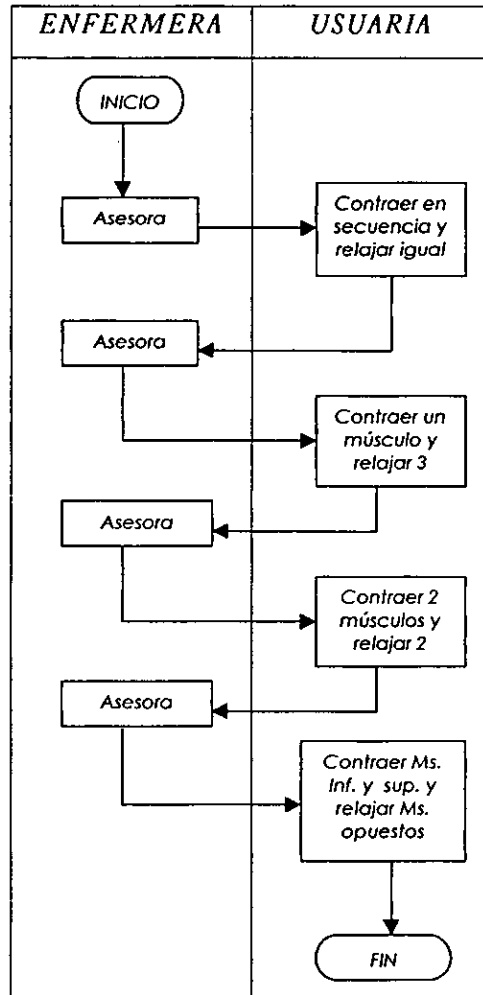 ENFERMERA
USUARIA
INICIO
Asesora
Contraer en
secuencia y
relajar igual
Asesora
Contraer un
músculo y
relajar 3
Asesora
Contraer 2
músculos y
relajar 2
Asesora
Contraer Ms.
Inf. y sup. y
relajar Ms.
opuestos
FIN